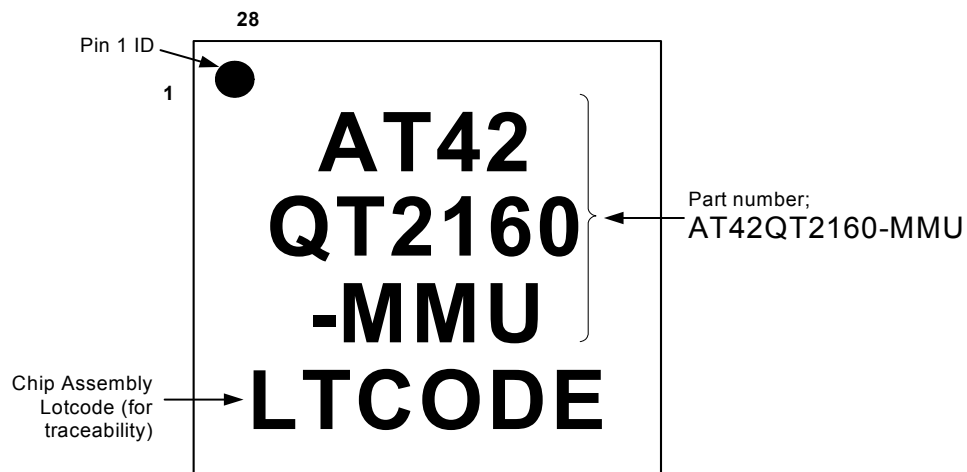 28
Pin 1 ID
1
AT42
QT2160
-MMU
LTCODE
Part number;
AT42QT2160-MMU
Chip Assembly
Lotcode (for
traceability)